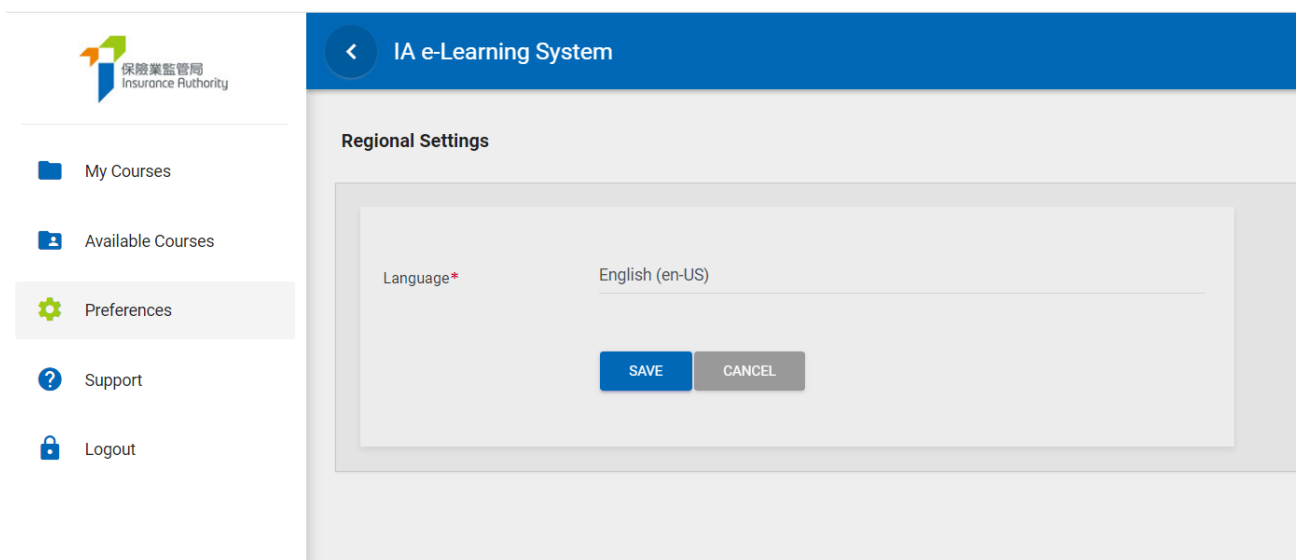 保險業監管局
Insurance Authority
IA e-Learning System
My Courses
Available Courses
Preferences
Support
Logout
Regional Settings
Language*
English (en-US)
SAVE
CANCEL